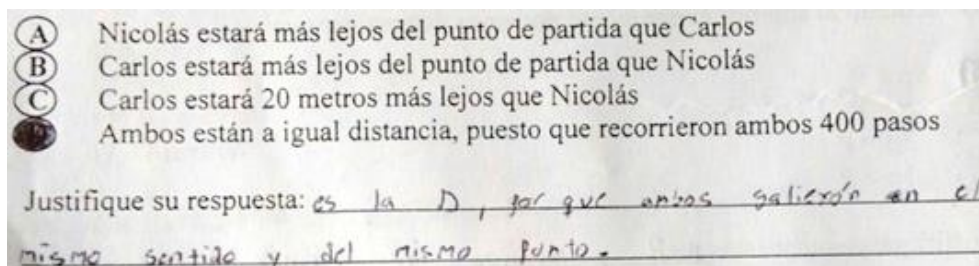 A Nicolás estará más lejos del punto de partida que Carlos
B Carlos estará más lejos del punto de partida que Nicolás
C Carlos estará 20 metros más lejos que Nicolás
Ambos están a igual distancia, puesto que recorrieron ambos 400 pasos
Justifique su respuesta: es la D, por que ambos salierón en e
mismo sentido y del mismo punto.